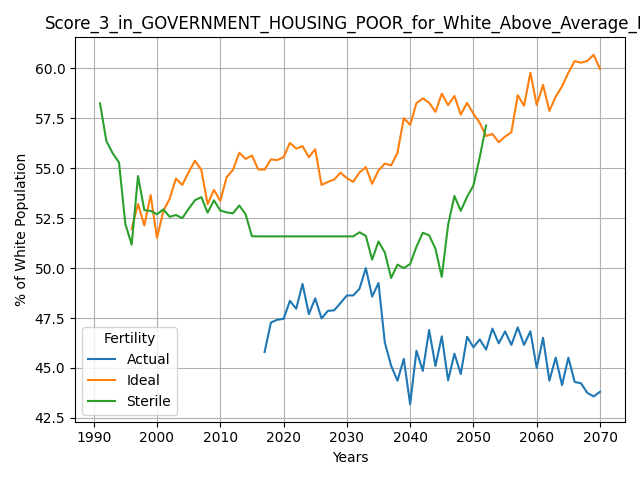 Score_3_in_GOVERNMENT_HOUSING_POOR_for_White_Above_Average_
% of White Population
60.0
57.5
55.0
52.5
50.0
47.5
45.0
42.5
Fertility
Actual
Ideal
Sterile
1990 2000 2010 2020 2030 2040 2050 2060 2070
Years